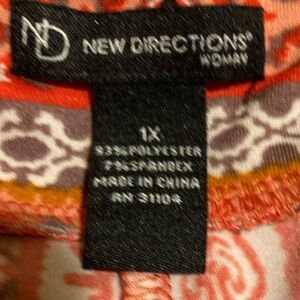 ND NEW DIRECTIONS®
WOMAN
1X
93%POLYESTER
7%SPANDEX
MADE IN CHINA
RN 31104